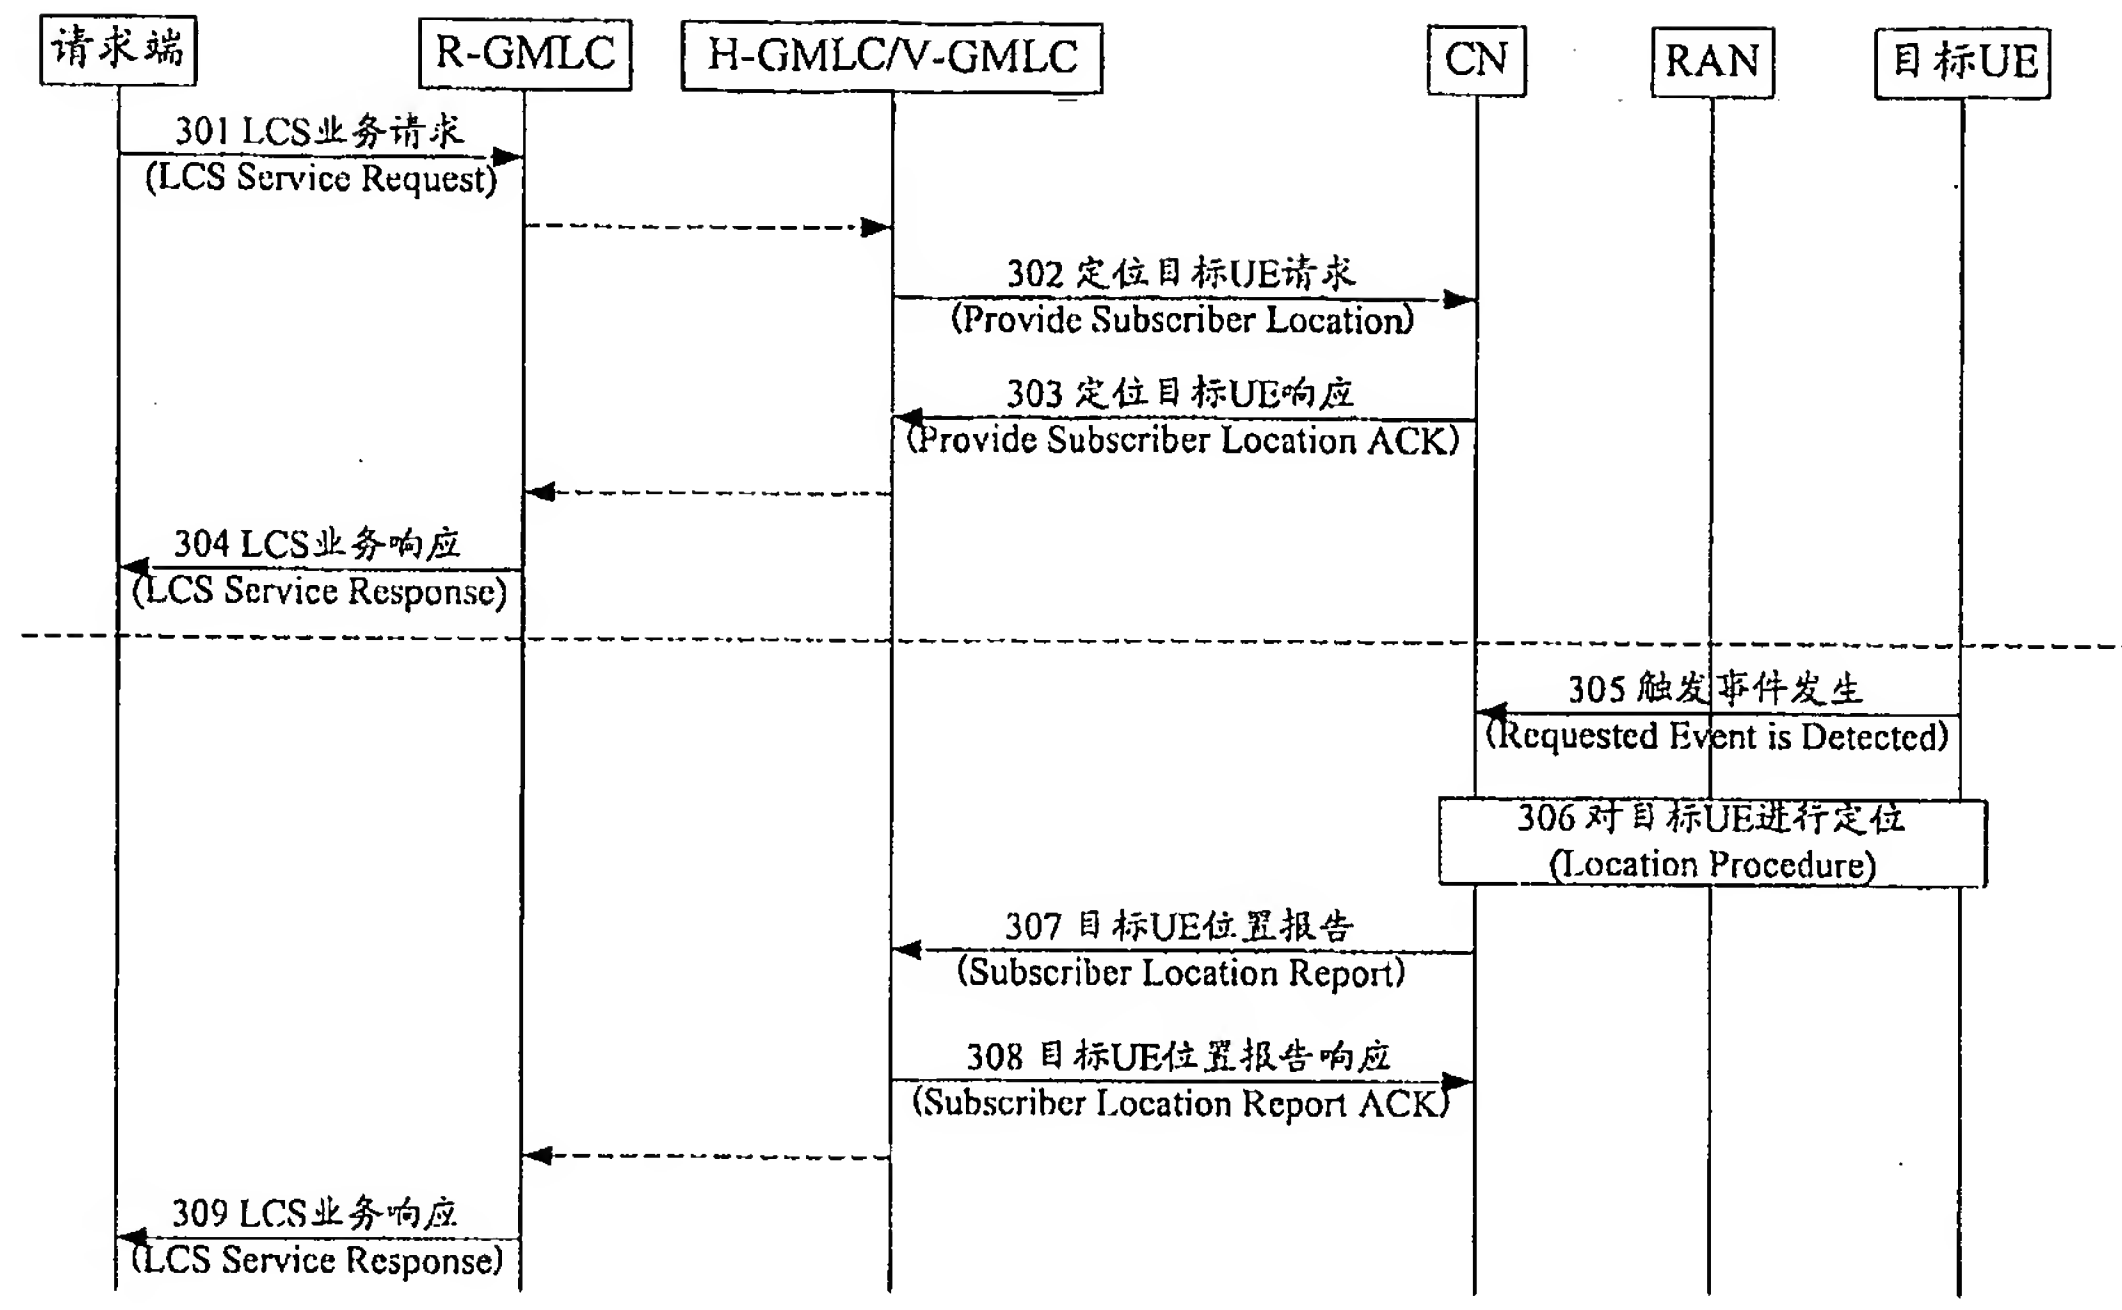 请求端
R-GMLC
H-GMLC/V-GMLC
CN
RAN
目标UE
301 LCS业务请求
(LCS Service Request)
302 定位目标UE请求
(Provide Subscriber Location)
303 定位目标UE响应
(Provide Subscriber Location ACK)
304 LCS业务响应
(LCS Service Response)
305 触发事件发生
(Requested Event is Detected)
306 对目标UE进行定位
(Location Procedure)
307 目标UE位置报告
(Subscriber Location Report)
308 目标UE位置报告响应
(Subscriber Location Report ACK)
309 LCS业务响应
(LCS Service Response)